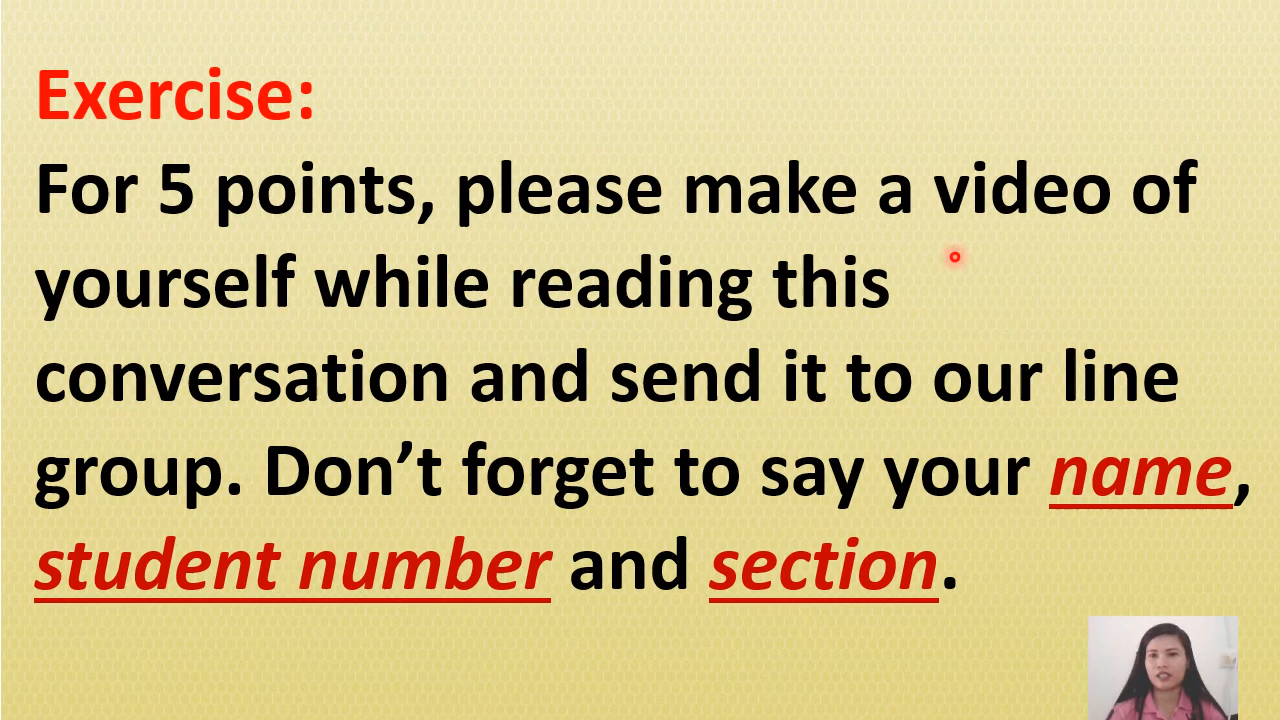 Exercise:
For 5 points, please make a video of
yourself while reading this
conversation and send it to our line
group. Don’t forget to say your name,
student number and section.